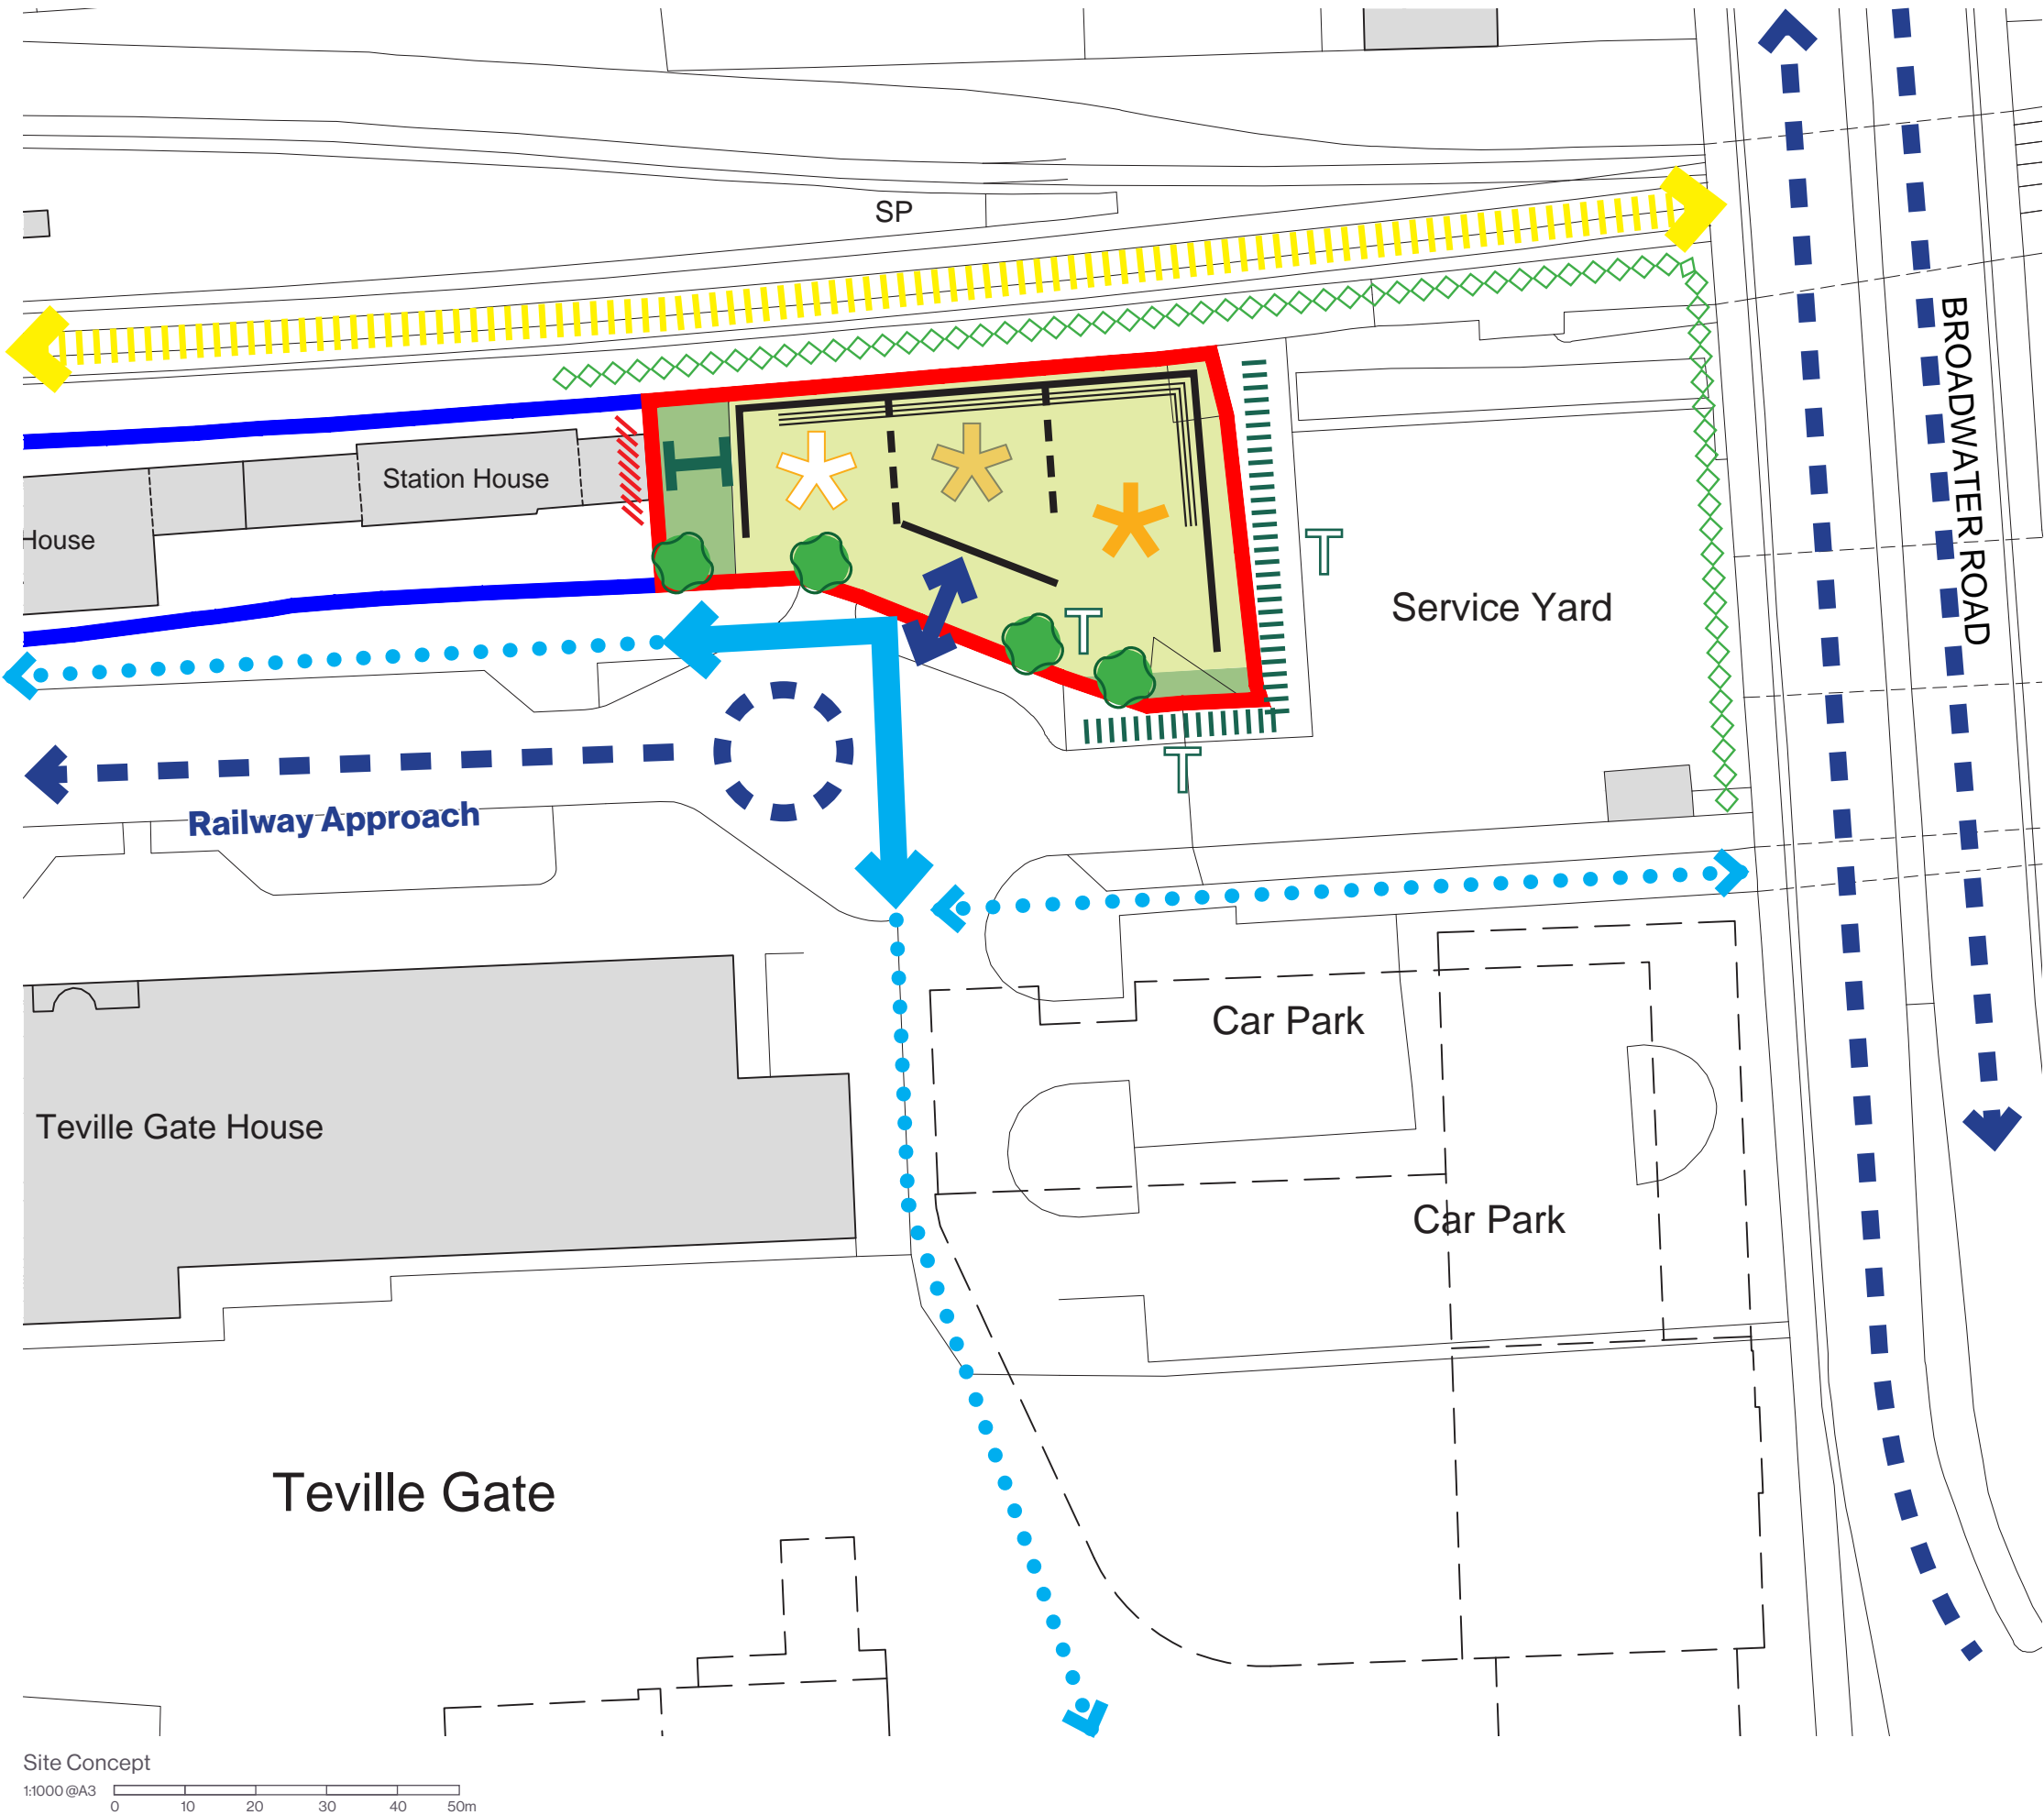 SP
BROADWATER ROAD
Station House
House
T
Service Yard
T
T
Railway Approach
Car Park
Teville Gate House
Car Park
Teville Gate
Site Concept
1:1000 @A3
0 10 20 30 40 50m